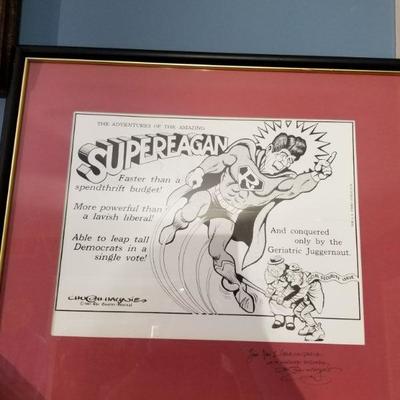 THE ADVENTURES OF THE AMAZING
SUPEREAGAN
Faster than a
spendthrift budget!
More powerful than
a lavish liberal!
Able to leap tall
Democrats in a
single vote!
And conquered
only by the
Geriatric Juggernaut.
R
SOCIAL SECURITY